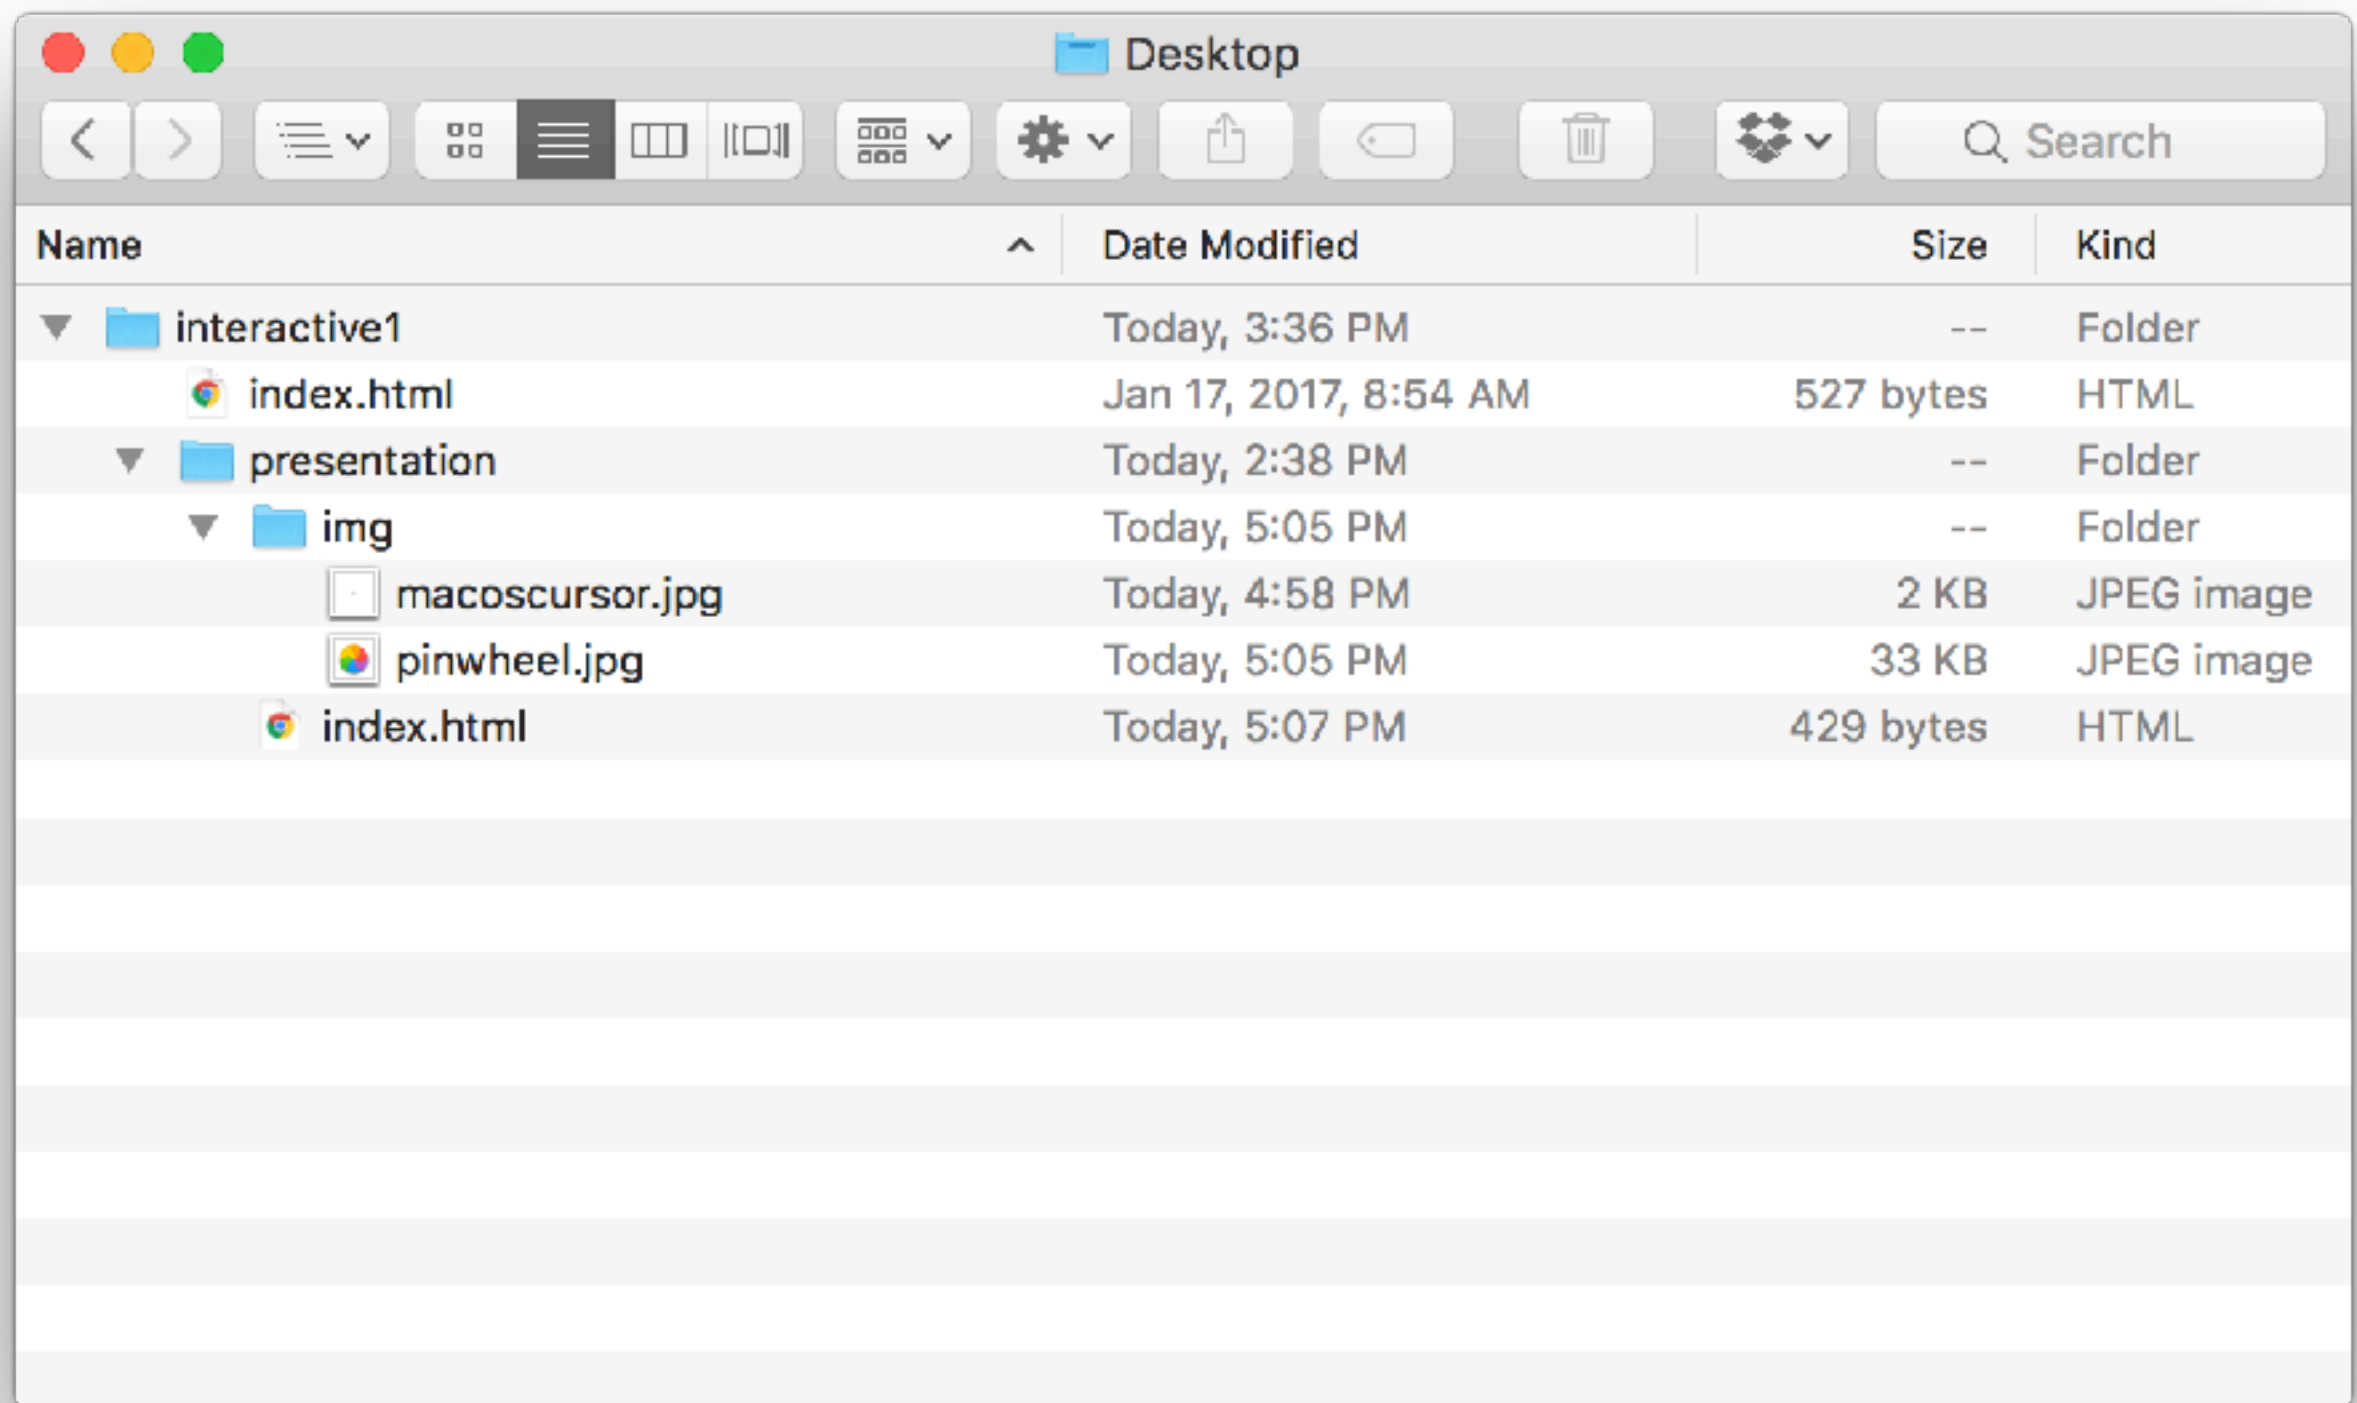 Desktop
Search
Name Date Modified Size Kind
interactive1 Today, 3:36 PM -- Folder
index.html Jan 17, 2017, 8:54 AM 527 bytes HTML
presentation Today, 2:38 PM -- Folder
img Today, 5:05 PM -- Folder
macoscursor.jpg Today, 4:58 PM 2 KB JPEG image
pinwheel.jpg Today, 5:05 PM 33 KB JPEG image
index.html Today, 5:07 PM 429 bytes HTML